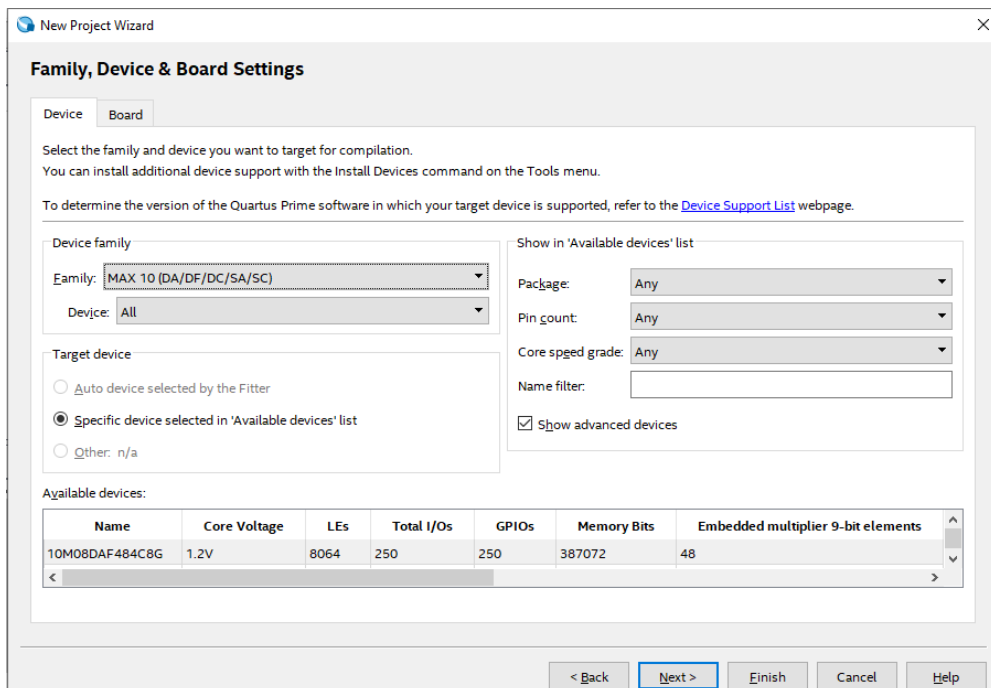 New Project Wizard
Family, Device & Board Settings
Device
Board
Select the family and device you want to target for compilation.
You can install additional device support with the Install Devices command on the Tools menu.
To determine the version of the Quartus Prime software in which your target device is supported, refer to the Device Support List webpage.
Device family
Family: MAX 10 (DA/DF/DC/SA/SC)
Device: All
Target device
Auto device selected by the Fitter
Specific device selected in 'Available devices' list
Other: n/a
Show in 'Available devices' list
Package: Any
Pin count: Any
Core speed grade: Any
Name filter:
Show advanced devices
Available devices:
Name Core Voltage LEs Total I/Os GPIOs Memory Bits Embedded multiplier 9-bit elements
10M08DAF484C8G 1.2V 8064 250 250 387072 48
< Back Next > Finish Cancel Help